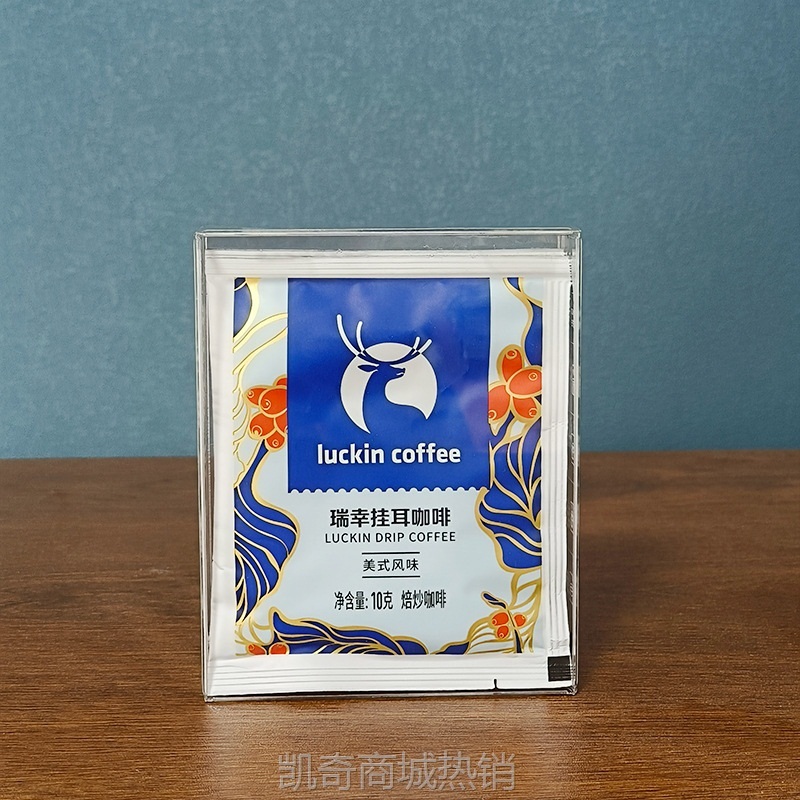 luckin coffee
瑞幸挂耳咖啡
LUCKIN DRIP COFFEE
美式风味
净含量: 10克 焙炒咖啡
凯奇商城热销